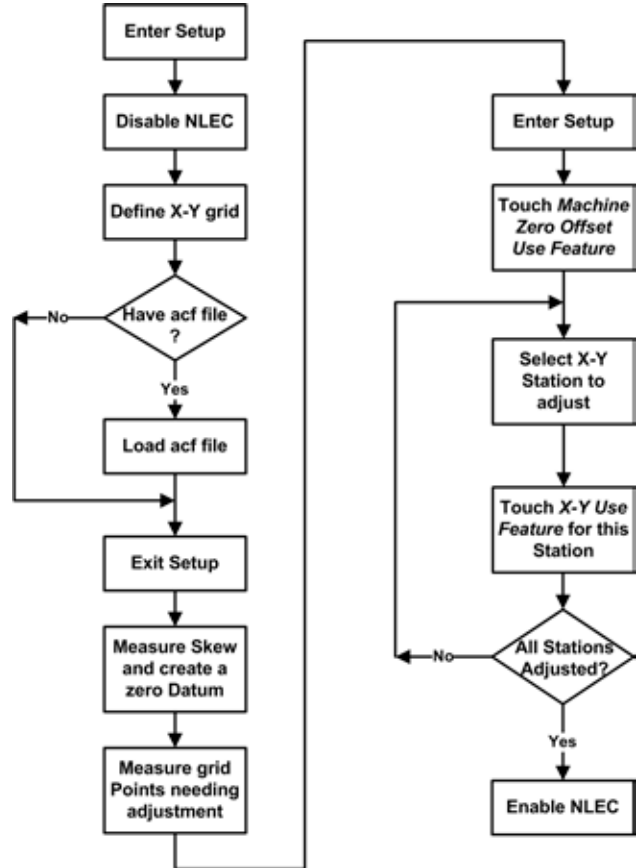 Enter Setup
Disable NLEC
Define X-Y grid
Have acf file
?
No
Yes
Load acf file
Exit Setup
Measure Skew
and create a
zero Datum
Measure grid
Points needing
adjustment
Enter Setup
Touch Machine
Zero Offset
Use Feature
Select X-Y
Station to
adjust
Touch X-Y Use
Feature for this
Station
All Stations
Adjusted?
No
Yes
Enable NLEC